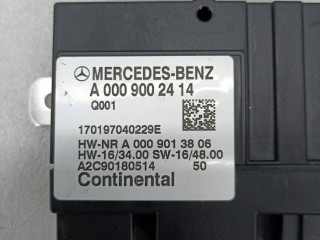 MERCEDES-BENZ
A 000 900 24 14
Q001
170197040229E
HW-NR A 000 901 38 06
HW-16/34.00 SW-16/48.00
A2C90180514 50
Continental